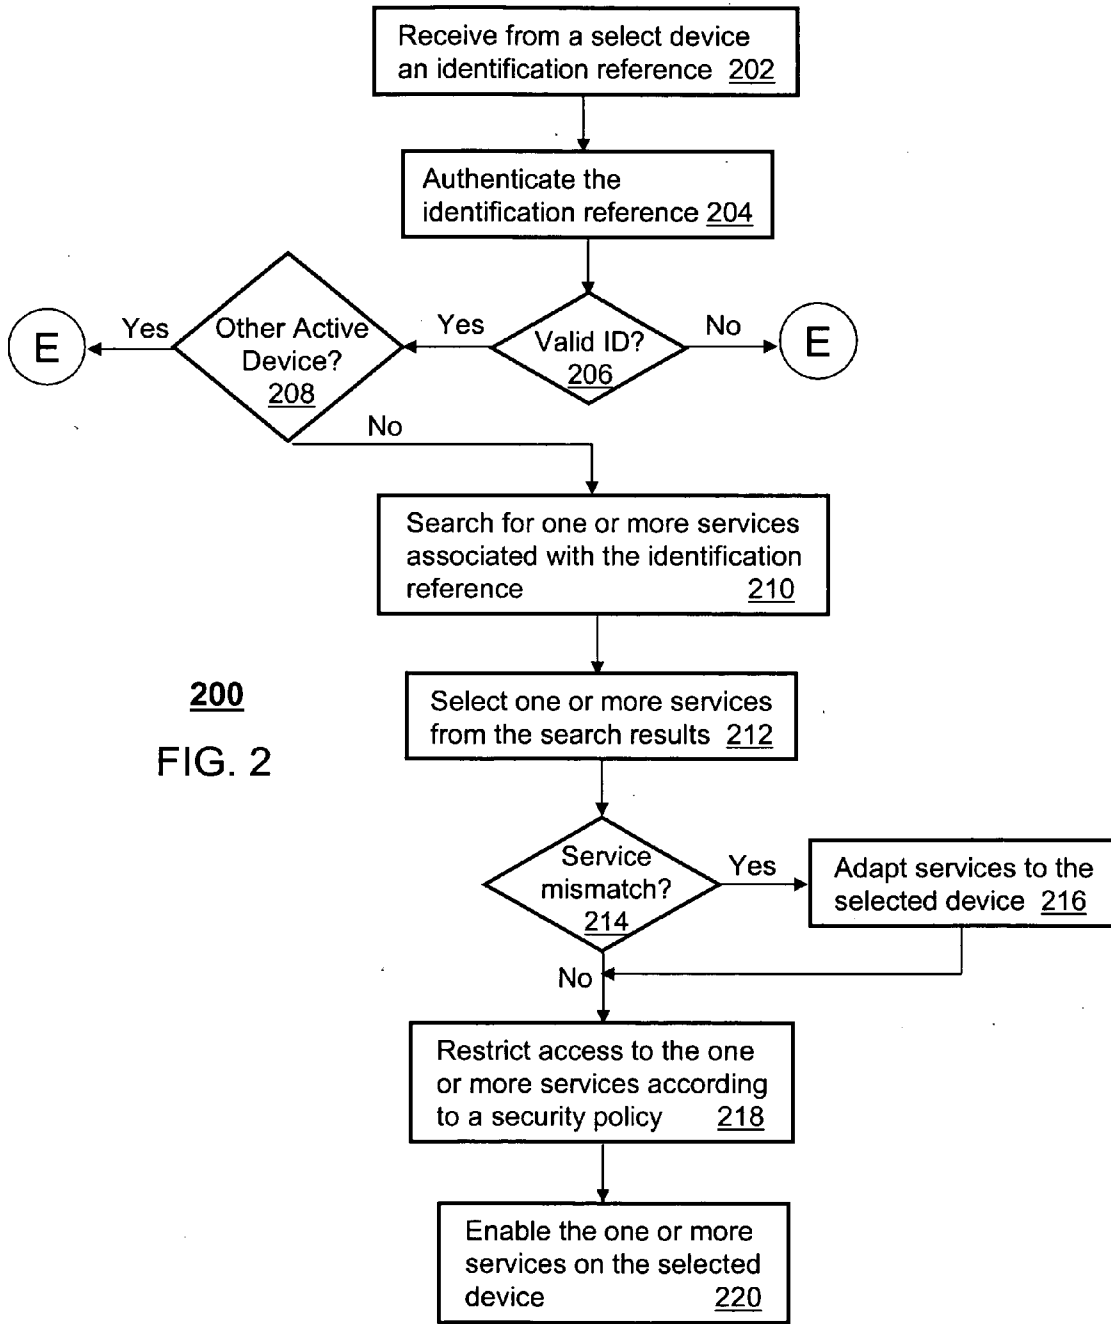 Receive from a select device
an identification reference 202
Authenticate the
identification reference 204
Other Active
Device?
208
Yes
E
Yes
Valid ID?
206
No
E
No
Search for one or more services
associated with the identification
reference 210
200
FIG. 2
Select one or more services
from the search results 212
Service
mismatch?
214
Yes
Adapt services to the
selected device 216
No
Restrict access to the one
or more services according
to a security policy 218
Enable the one or more
services on the selected
device 220